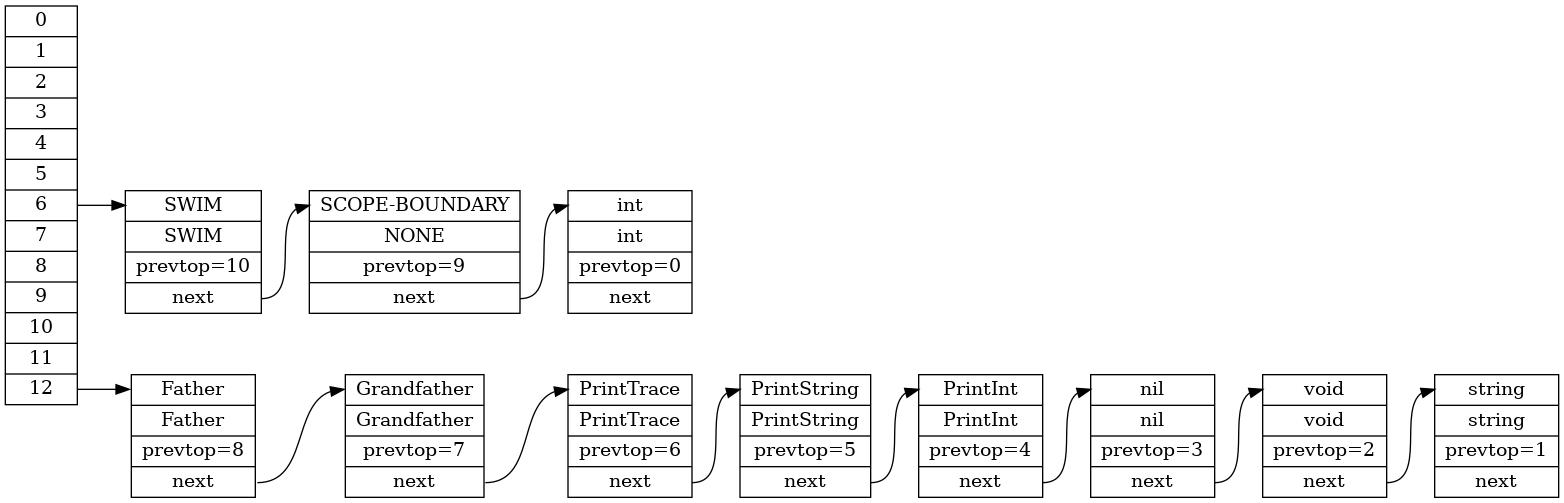 0
1
2
3
4
5
6
7
8
9
10
11
12
SWIM
SWIM
prevtop=10
next
SCOPE-BOUNDARY
NONE
prevtop=9
next
int
int
prevtop=0
next
Father
Father
prevtop=8
next
Grandfather
Grandfather
prevtop=7
next
PrintTrace
PrintTrace
prevtop=6
next
PrintString
PrintString
prevtop=5
next
PrintInt
PrintInt
prevtop=4
next
nil
nil
prevtop=3
next
void
void
prevtop=2
next
string
string
prevtop=1
next